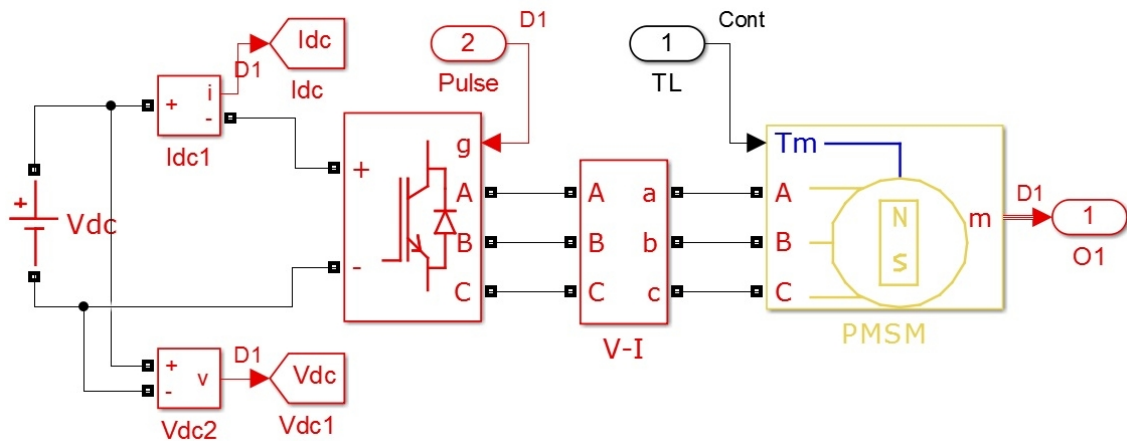 Idc
D1
Idc
i
+
-
Idc1
+
Vdc
+
-
v
Vdc2
D1
Vdc
Vdc1
2
Pulse
D1
g
+
-
A
B
C
A
B
C
a
b
c
V-I
1
TL
Cont
Tm
A
B
C
N
S
m
PMSM
D1
1
O1